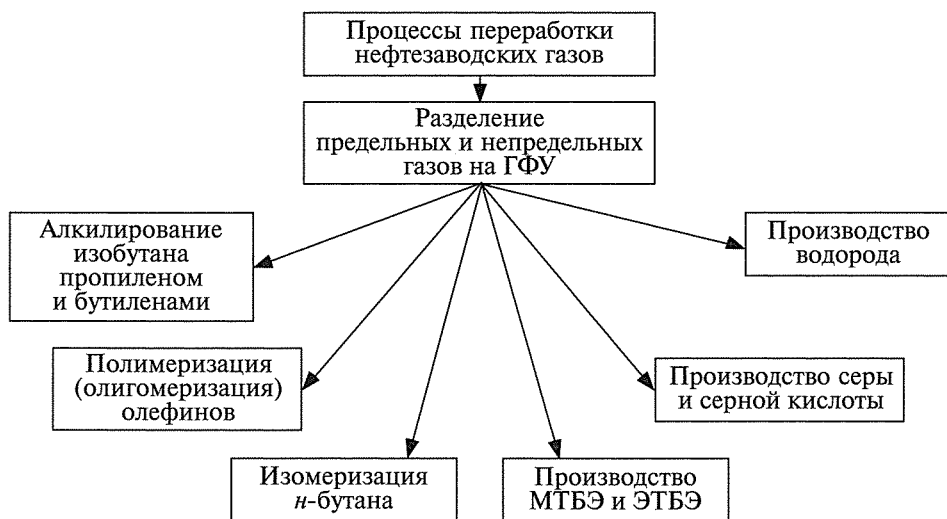 Процессы переработки
нефтезаводских газов
Разделение
предельных и непредельных
газов на ГФУ
Алкилирование
изобутана
пропиленом
и бутиленами
Производство
водорода
Полимеризация
(олигомеризация)
олефинов
Производство серы
и серной кислоты
Изомеризация
н-бутана
Производство
МТБЭ и ЭТБЭ